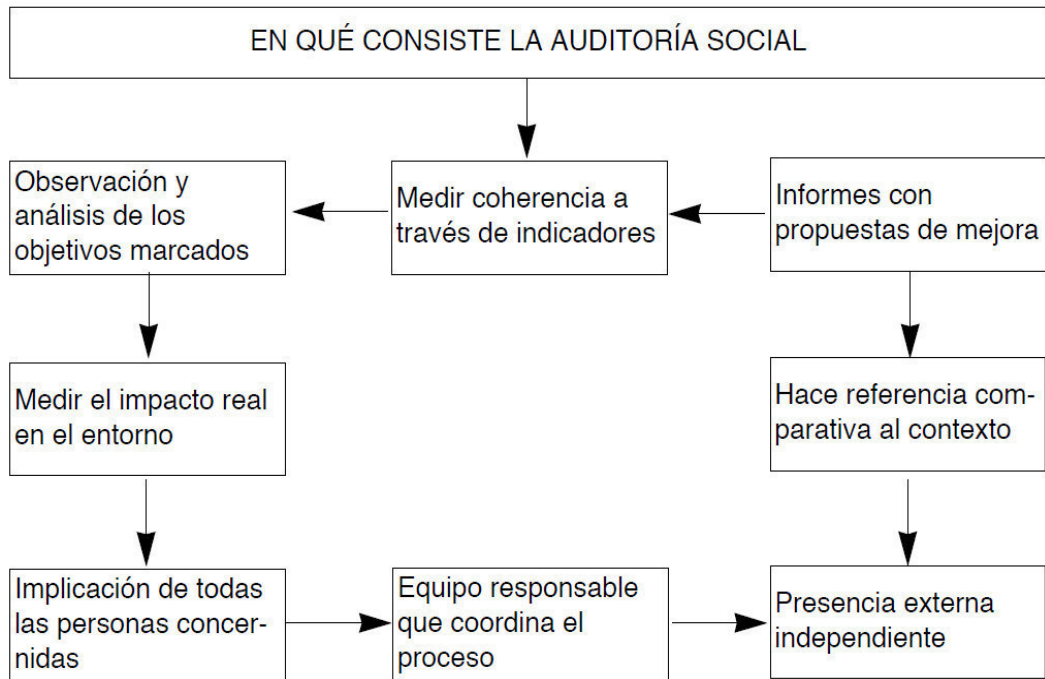 EN QUÉ CONSISTE LA AUDITORÍA SOCIAL
Observación y
análisis de los
objetivos marcados
Medir coherencia a
través de indicadores
Informes con
propuestas de mejora
Medir el impacto real
en el entorno
Hace referencia com-
parativa al contexto
Implicación de todas
las personas concer-
nidas
Equipo responsable
que coordina el
proceso
Presencia externa
independiente